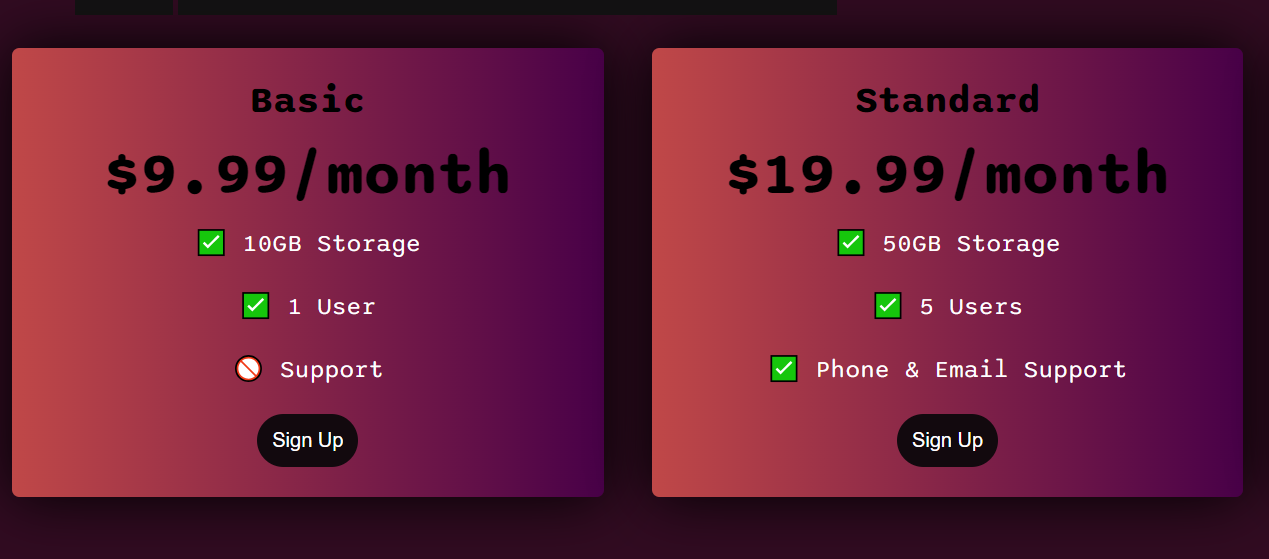 Basic
$9.99/month
✅ 10GB Storage
✅ 1 User
🚫 Support
Sign Up
Standard
$19.99/month
✅ 50GB Storage
✅ 5 Users
✅ Phone & Email Support
Sign Up